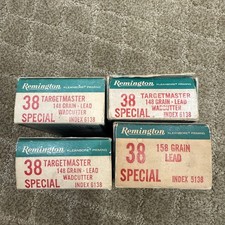 Remington
38 TARGETMASTER
148 GRAIN - LEAD
WADCUTTER
SPECIAL INDEX 6138
Remington
38 TARGETMASTER
148 GRAIN - LEAD
WADCUTTER
SPECIAL INDEX 6138
Remington
38 TARGETMASTER
148 GRAIN - LEAD
WADCUTTER
SPECIAL INDEX 6138
Remington
38 158 GRAIN
LEAD
SPECIAL INDEX 5138